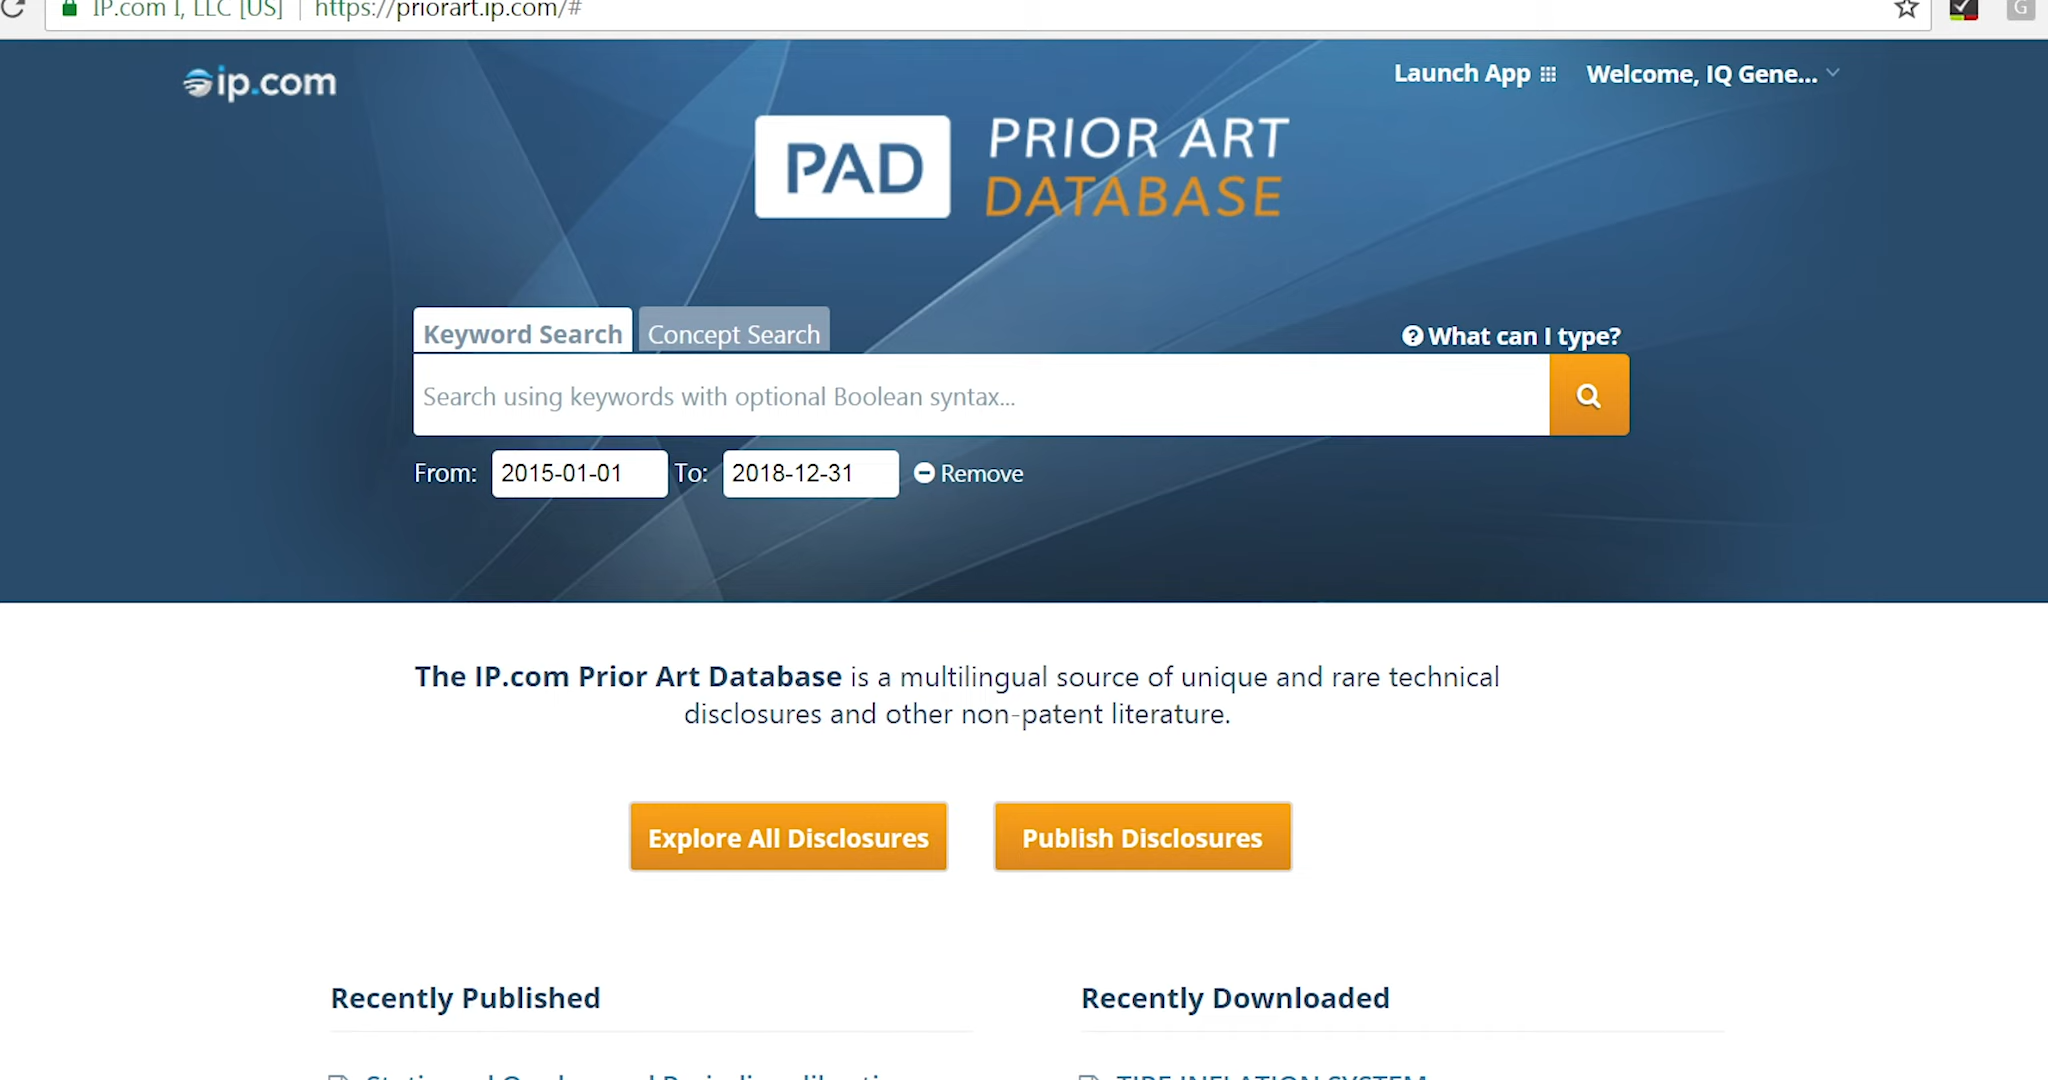 IP.com I, LLC [US] https://priorart.ip.com/#
G
ip.com
Launch App
Welcome, IQ Gene...
PAD
PRIOR ART
DATABASE
Keyword Search
Concept Search
What can I type?
Search using keywords with optional Boolean syntax...
From: 2015-01-01 To: 2018-12-31 Remove
The IP.com Prior Art Database is a multilingual source of unique and rare technical
disclosures and other non-patent literature.
Explore All Disclosures
Publish Disclosures
Recently Published
Recently Downloaded
TIRE INFLATION SYSTEM